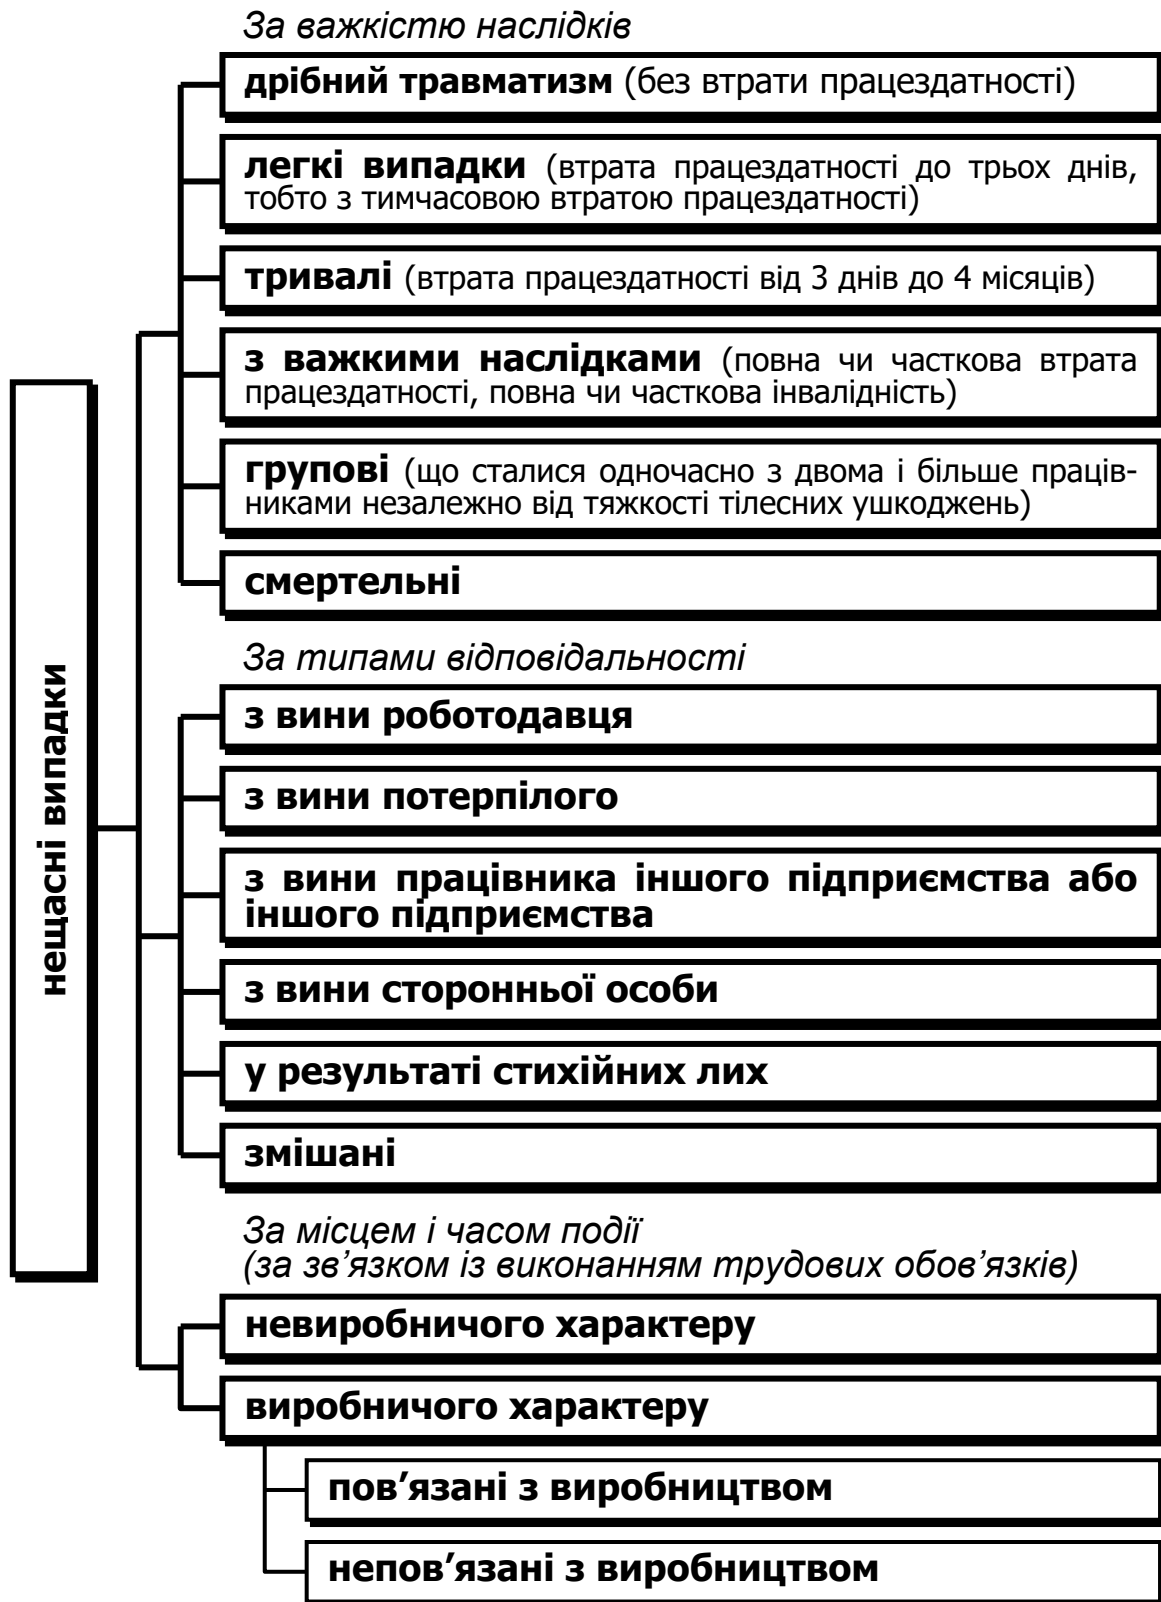 За важкістю наслідків
дрібний травматизм (без втрати працездатності)
легкі випадки (втрата працездатності до трьох днів,
тобто з тимчасовою втратою працездатності)
тривалі (втрата працездатності від 3 днів до 4 місяців)
з важкими наслідками (повна чи часткова втрата
працездатності, повна чи часткова інвалідність)
групові (що сталися одночасно з двома і більше праців-
никами незалежно від тяжкості тілесних ушкоджень)
смертельні
нещасні випадки
За типами відповідальності
з вини роботодавця
з вини потерпілого
з вини працівника іншого підприємства або
іншого підприємства
з вини сторонньої особи
у результаті стихійних лих
змішані
За місцем і часом події
(за зв’язком із виконанням трудових обов’язків)
невиробничого характеру
виробничого характеру
пов’язані з виробництвом
непов’язані з виробництвом